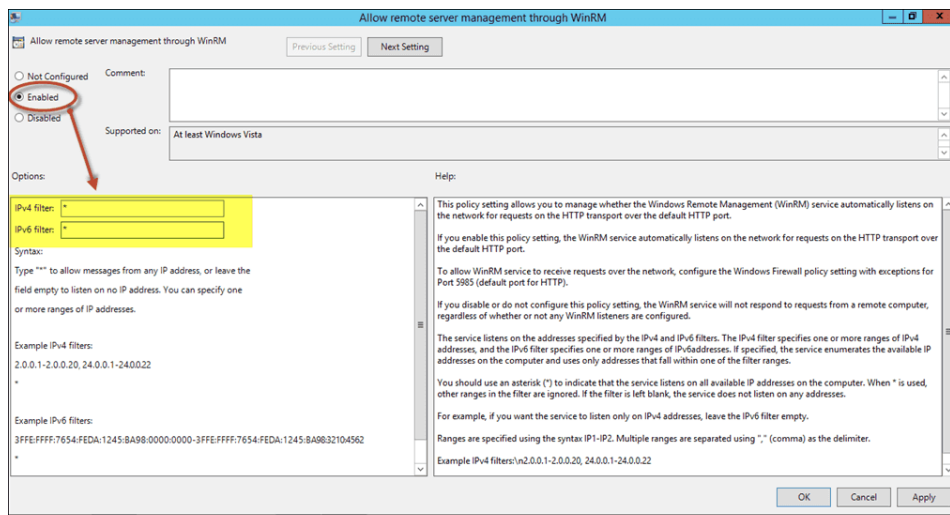 Allow remote server management through WinRM
Allow remote server management through WinRM
Previous Setting
Next Setting
Not Configured
Comment:
Enabled
Disabled
Supported on:
At least Windows Vista
Options:
Help:
IPv4 filter: *
IPv6 filter: *
Syntax:
Type "*" to allow messages from any IP address, or leave the
field empty to listen on no IP address. You can specify one
or more ranges of IP addresses.
Example IPv4 filters:
2.0.0.1-2.0.0.20, 24.0.0.1-24.0.0.22
*
Example IPv6 filters:
3FFE:FFFF:7654:FEDA:1245:BA98:0000:0000-3FFE:FFFF:7654:FEDA:1245:BA98:3210:4562
*
This policy setting allows you to manage whether the Windows Remote Management (WinRM) service automatically listens on
the network for requests on the HTTP transport over the default HTTP port.
If you enable this policy setting, the WinRM service automatically listens on the network for requests on the HTTP transport over
the default HTTP port.
To allow WinRM service to receive requests over the network, configure the Windows Firewall policy setting with exceptions for
Port 5985 (default port for HTTP).
If you disable or do not configure this policy setting, the WinRM service will not respond to requests from a remote computer,
regardless of whether or not any WinRM listeners are configured.
The service listens on the addresses specified by the IPv4 and IPv6 filters. The IPv4 filter specifies one or more ranges of IPv4
addresses, and the IPv6 filter specifies one or more ranges of IPv6addresses. If specified, the service enumerates the available IP
addresses on the computer and uses only addresses that fall within one of the filter ranges.
You should use an asterisk (*) to indicate that the service listens on all available IP addresses on the computer. When * is used,
other ranges in the filter are ignored. If the filter is left blank, the service does not listen on any addresses.
For example, if you want the service to listen only on IPv4 addresses, leave the IPv6 filter empty.
Ranges are specified using the syntax IP1-IP2. Multiple ranges are separated using "," (comma) as the delimiter.
Example IPv4 filters:\n2.0.0.1-2.0.0.20, 24.0.0.1-24.0.0.22
OK
Cancel
Apply